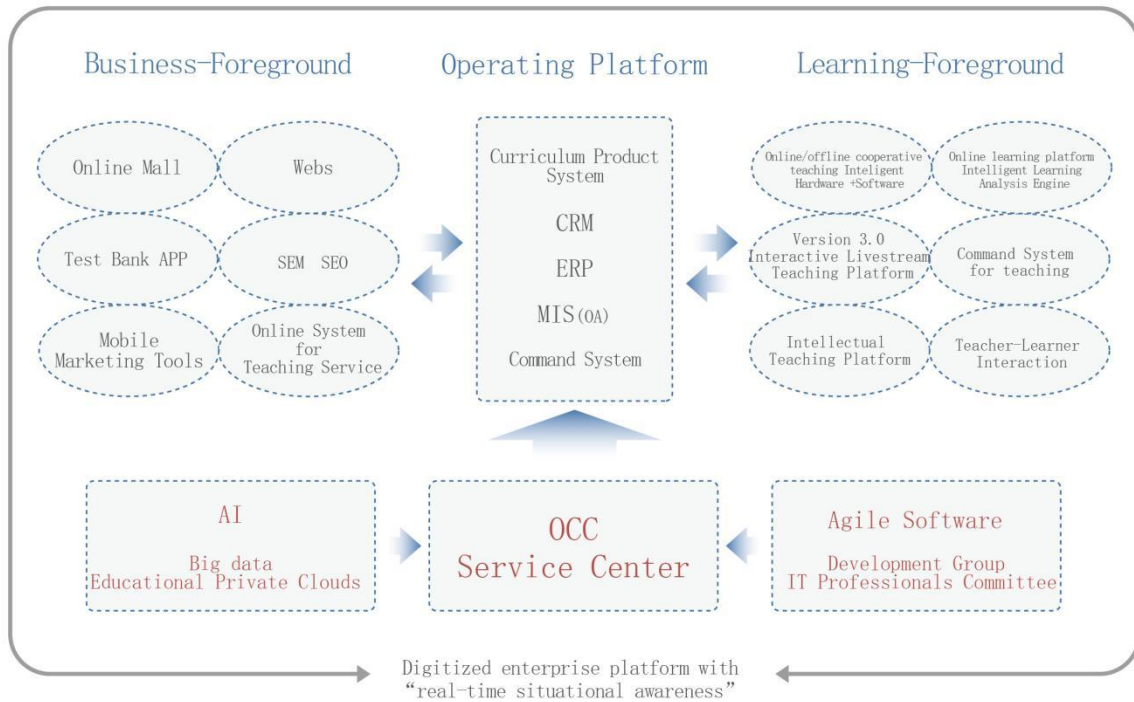 Business-Foreground
Operating Platform
Learning-Foreground
Online Mall
Webs
Test Bank APP
SEM SEO
Mobile
Marketing Tools
Online System
for
Teaching Service
Curriculum Product
System
CRM
ERP
MIS(OA)
Command System
Online/offline cooperative
teaching Inteligent
Hardware +Software
Online learning platform
Intelligent Learning
Analysis Engine
Version 3.0
Interactive Livestream
Teaching Platform
Command System
for teaching
Intellectual
Teaching Platform
Teacher-Learner
Interaction
AI
Big data
Educational Private Clouds
OCC
Service Center
Agile Software
Development Group
IT Professionals Committee
Digitized enterprise platform with
“real-time situational awareness”